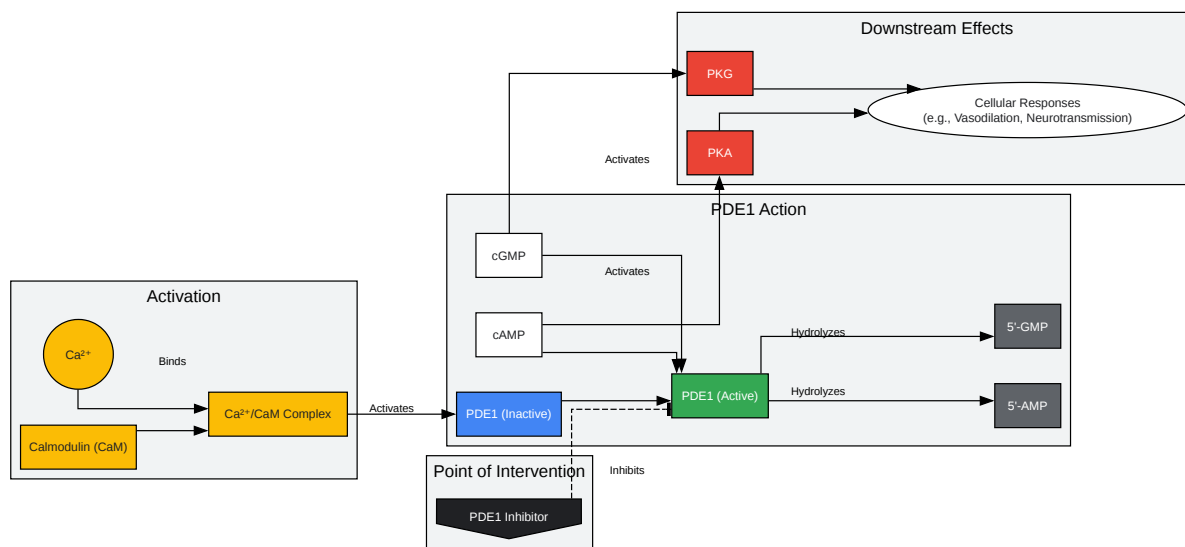 Downstream Effects
PKG
Cellular Responses
(e.g., Vasodilation, Neurotransmission)
PKA
Activates
PDE1 Action
cGMP
Activates
cAMP
5'-GMP
Hydrolyzes
PDE1 (Active)
Hydrolyzes
5'-AMP
Activation
Ca²⁺
Binds
Ca²⁺/CaM Complex
Calmodulin (CaM)
Activates
PDE1 (Inactive)
Point of Intervention
Inhibits
PDE1 Inhibitor